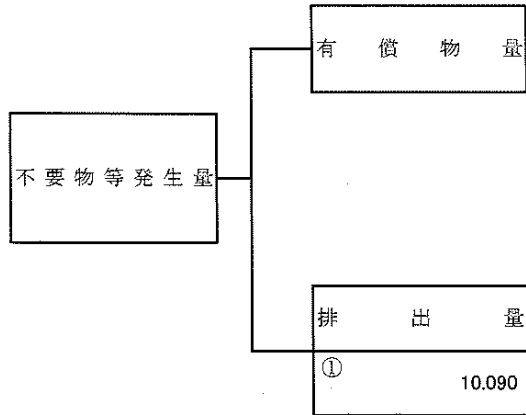 有償物量
不要物等発生量
排出量
①
10.090